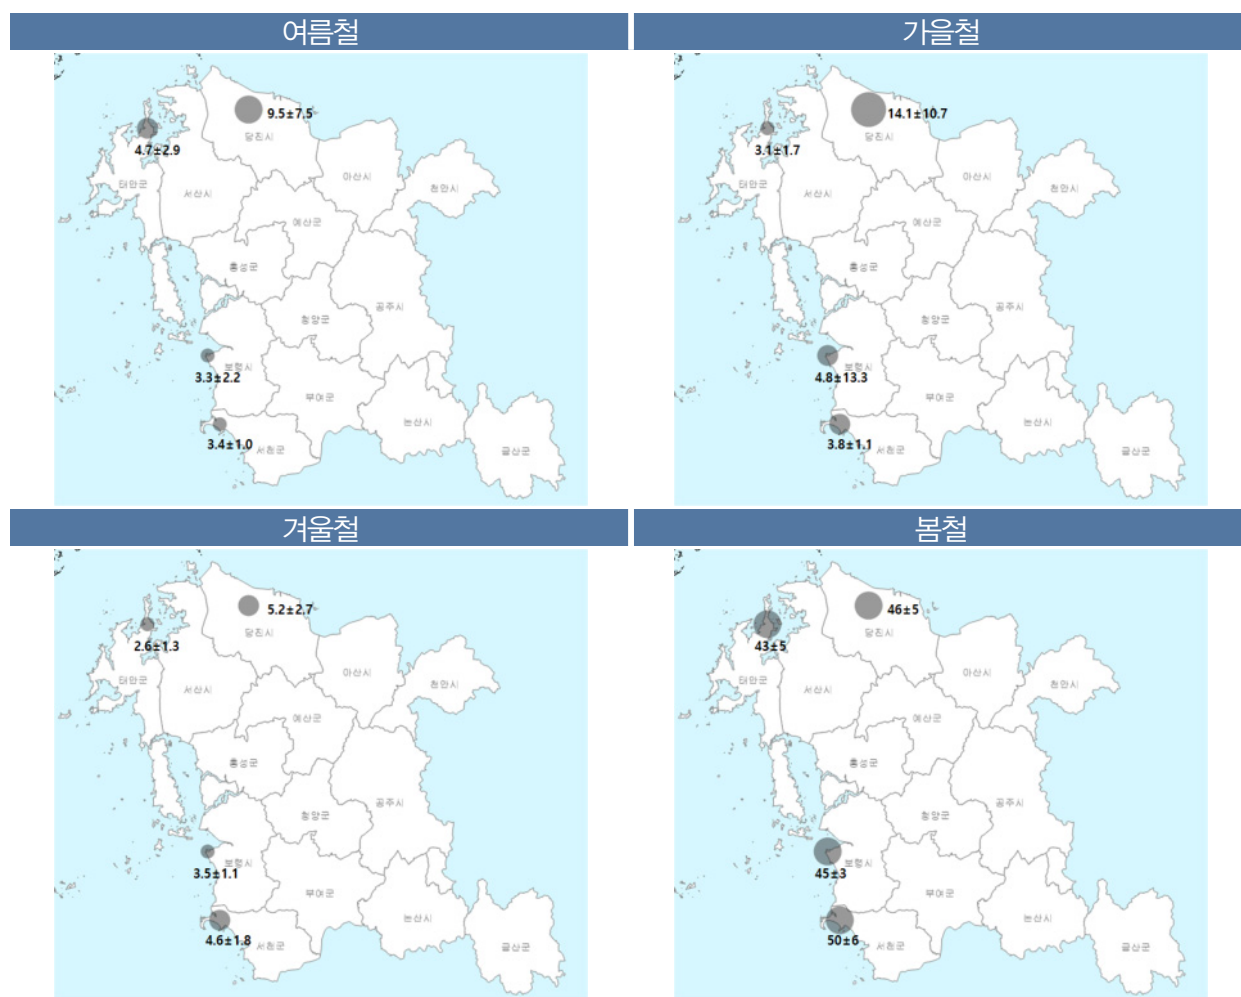 여름철
9.5±7.5
당진시
4.7±2.9
아산시
태안군
서산시
천안시
예산군
홍성군
공주시
청양군
보령시
3.3±2.2
부여군
논산시
3.4±1.0
서천군
금산군
가을철
14.1±10.7
당진시
3.1±1.7
아산시
태안군
서산시
천안시
예산군
홍성군
공주시
청양군
보령시
4.8±13.3
부여군
논산시
3.8±1.1
서천군
금산군
겨울철
5.2±2.7
당진시
2.6±1.3
아산시
태안군
서산시
천안시
예산군
홍성군
공주시
청양군
보령시
3.5±1.1
부여군
논산시
4.6±1.8
서천군
금산군
봄철
46±5
당진시
43±5
아산시
태안군
서산시
천안시
예산군
홍성군
공주시
청양군
보령시
45±3
부여군
논산시
50±6
서천군
금산군